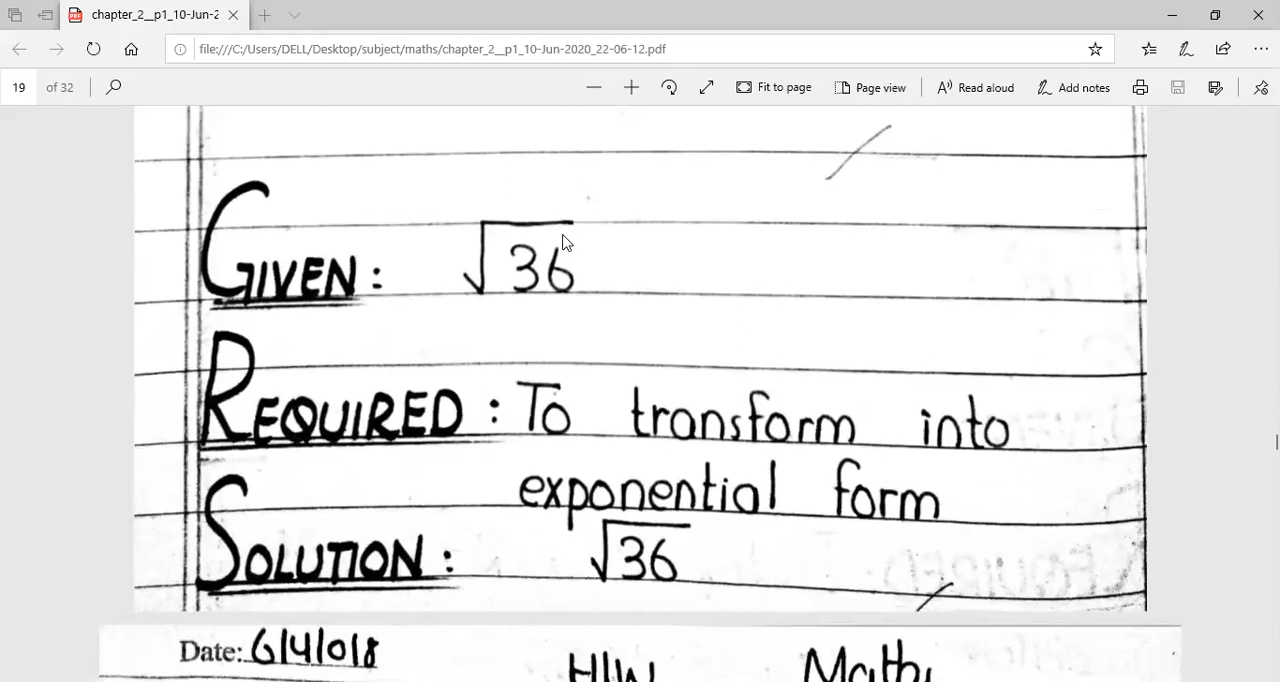 chapter_2__p1_10-Jun-2
file:///C:/Users/DELL/Desktop/subject/maths/chapter_2__p1_10-Jun-2020_22-06-12.pdf
19 of 32 Fit to page Page view Read aloud Add notes
GIVEN: √36
REQUIRED: To transform into
exponential form
SOLUTION: √36
Date: 6/4/018 H/W Maths